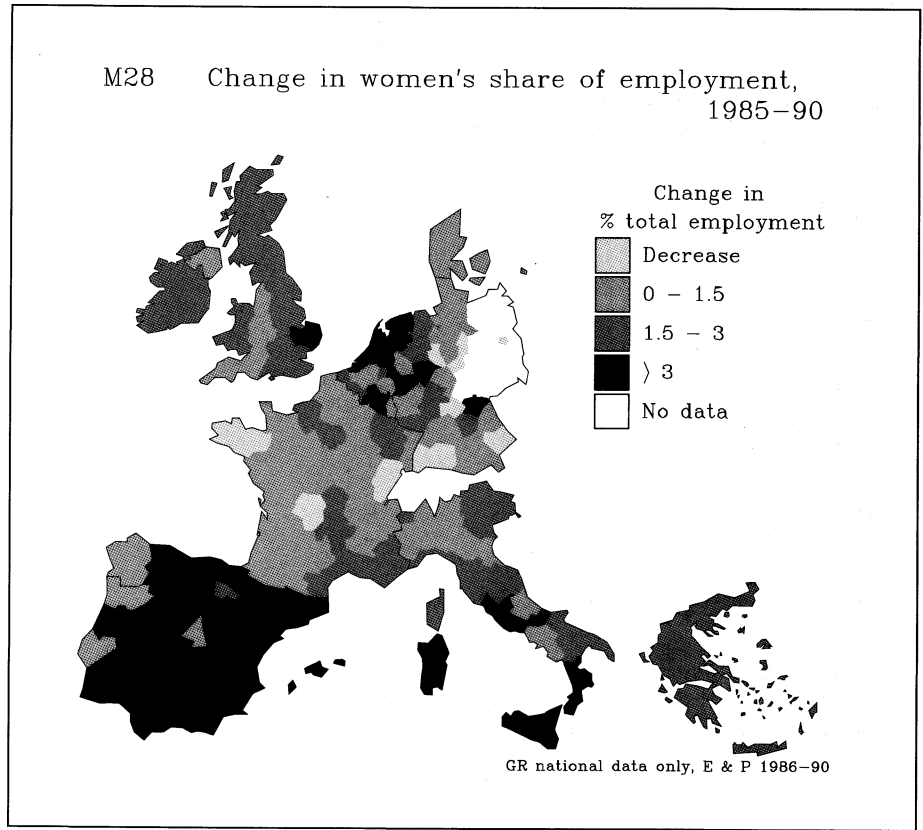 M28 Change in women's share of employment,
1985-90
Change in
% total employment
Decrease
0 - 1.5
1.5 - 3
> 3
No data
GR national data only, E & P 1986-90